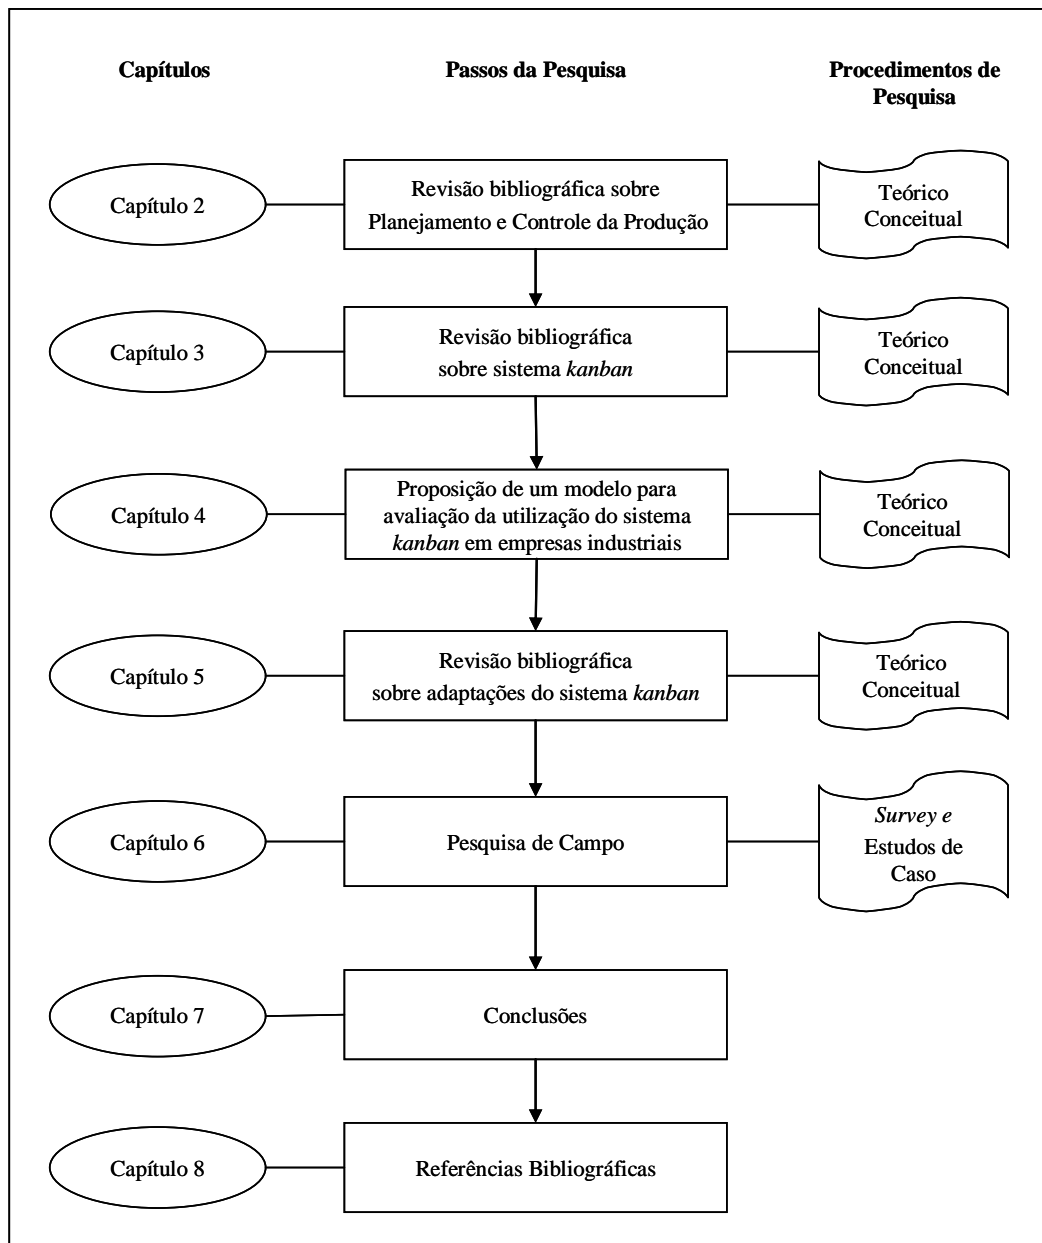 Capítulos
Passos da Pesquisa
Procedimentos de
Pesquisa
Capítulo 2
Revisão bibliográfica sobre
Planejamento e Controle da Produção
Teórico
Conceitual
Capítulo 3
Revisão bibliográfica
sobre sistema kanban
Teórico
Conceitual
Capítulo 4
Proposição de um modelo para
avaliação da utilização do sistema
kanban em empresas industriais
Teórico
Conceitual
Capítulo 5
Revisão bibliográfica
sobre adaptações do sistema kanban
Teórico
Conceitual
Capítulo 6
Pesquisa de Campo
Survey e
Estudos de
Caso
Capítulo 7
Conclusões
Capítulo 8
Referências Bibliográficas